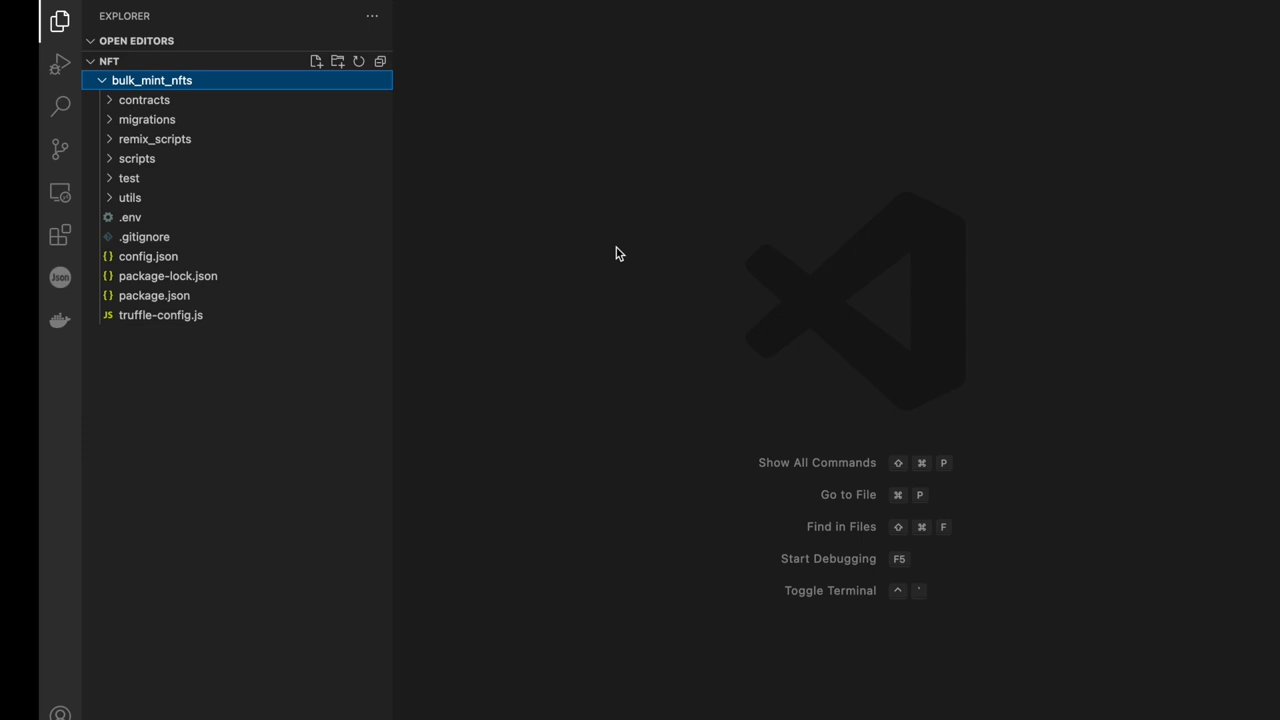 EXPLORER
OPEN EDITORS
NFT
bulk_mint_nfts
contracts
migrations
remix_scripts
scripts
test
utils
.env
.gitignore
{} config.json
{} package-lock.json
{} package.json
JS truffle-config.js
Json
Show All Commands ⇧ ⌘ P
Go to File ⌘ P
Find in Files ⇧ ⌘ F
Start Debugging F5
Toggle Terminal ^ `